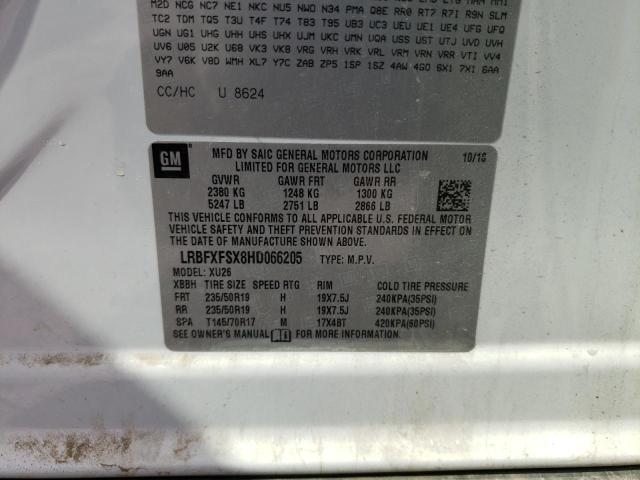 M2D NCG NC7 NE1 NKC NU5 NWO N34 PMA Q8E RR0 RT7 R7I R9N SLM
TC2 TDM TQ5 T3U T4F T74 T83 T95 UB3 UC3 UEU UE1 UE4 UFG UFQ
UGN UG1 UHG UHH UHS UHX UJM UKC UMN UQA USS UST UTJ UVD UVH
UV6 U05 U2K U68 VK3 VK8 VRG VRH VRK VRL VRM VRN VRR VTI VV4
VY7 V6K V8D WMH XL7 Y7C ZAB ZP5 1SP 1SZ 4AW 4GO 6X1 7X1 6AA
9AA
CC/HC U 8624
GM
MFD BY SAIC GENERAL MOTORS CORPORATION 10/16
LIMITED FOR GENERAL MOTORS LLC
GVWR GAWR FRT GAWR RR
2380 KG 1248 KG 1300 KG
5247 LB 2751 LB 2866 LB
THIS VEHICLE CONFORMS TO ALL APPLICABLE U.S. FEDERAL MOTOR
VEHICLE SAFETY AND THEFT PREVENTION STANDARDS IN EFFECT ON
THE DATE OF MANUFACTURE SHOWN ABOVE.
LRBFXFSX8HD066205 TYPE: M.P.V.
MODEL: XU26
XBBH TIRE SIZE SPEED RTG RIM COLD TIRE PRESSURE
FRT 235/50R19 H 19X7.5J 240KPA(35PSI)
RR 235/50R19 H 19X7.5J 240KPA(35PSI)
SPA T145/70R17 M 17X4BT 420KPA(60PSI)
SEE OWNER'S MANUAL FOR MORE INFORMATION